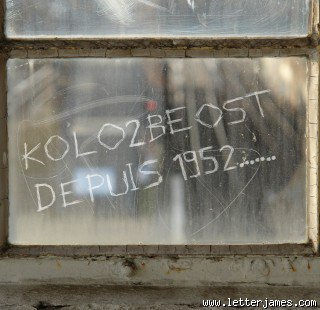 KOLO2BEOST
DEPUIS 1952.......
www.letterjames.com